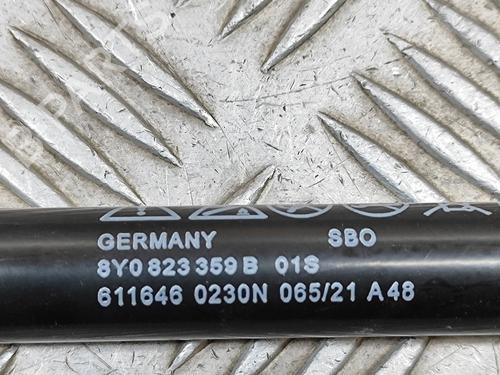 GERMANY SBO
8Y0 823 359 B 01S
611646 0230N 065/21 A48